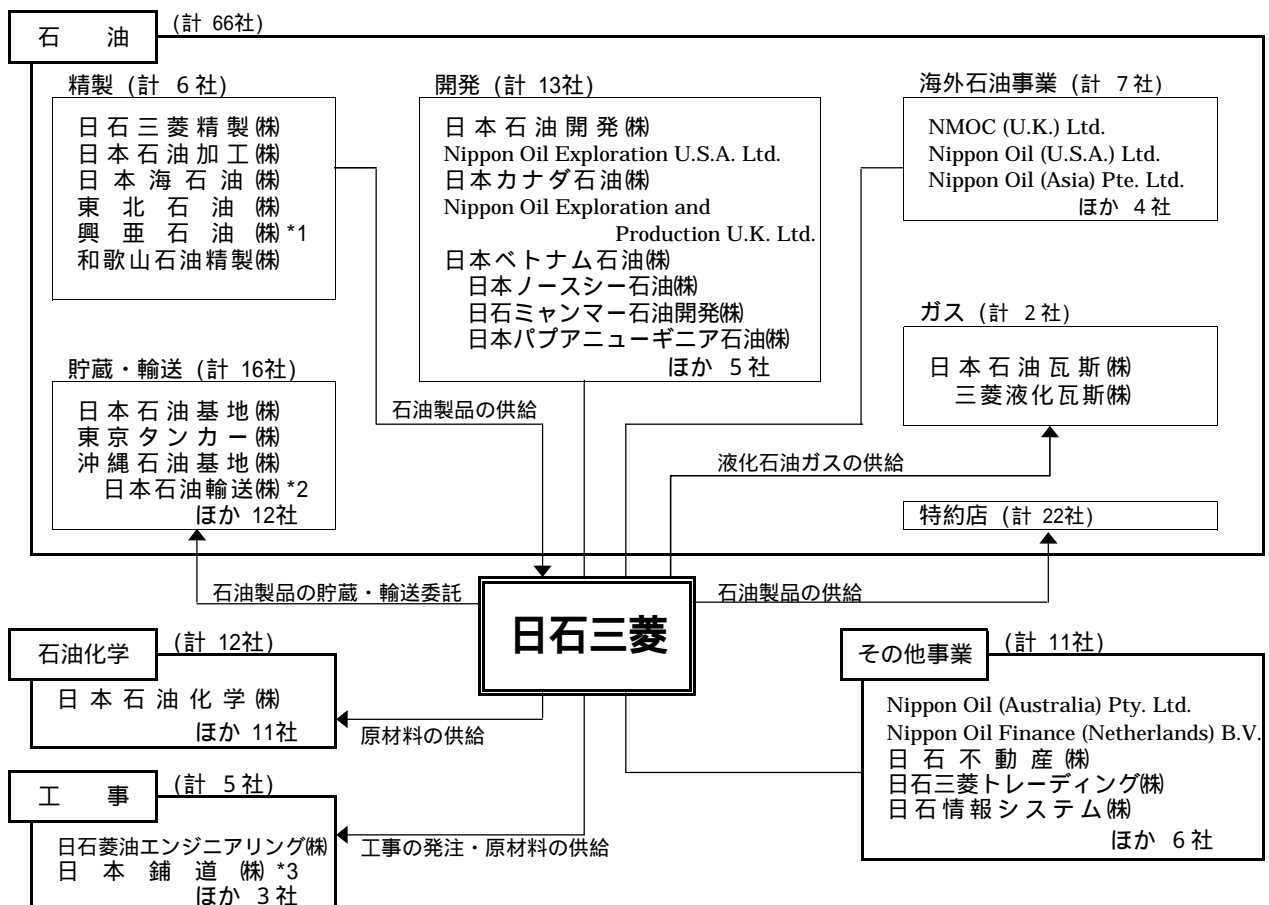 石 油
(計 66社)
精製 (計 6社)
日石三菱精製㈱
日本石油加工㈱
日本海石油㈱
東北石油㈱
興亜石油㈱ *1
和歌山石油精製㈱
開発 (計 13社)
日本石油開発㈱
Nippon Oil Exploration U.S.A. Ltd.
日本カナダ石油㈱
Nippon Oil Exploration and
Production U.K. Ltd.
日本ベトナム石油㈱
日本ノースシー石油㈱
日石ミャンマー石油開発㈱
日本パプアニューギニア石油㈱
ほか 5社
海外石油事業 (計 7社)
NMOC (U.K.) Ltd.
Nippon Oil (U.S.A.) Ltd.
Nippon Oil (Asia) Pte. Ltd.
ほか 4社
ガス (計 2社)
日本石油瓦斯㈱
三菱液化瓦斯㈱
貯蔵・輸送 (計 16社)
日本石油基地㈱
東京タンカー㈱
沖縄石油基地㈱
日本石油輸送㈱ *2
ほか 12社
石油製品の供給
液化石油ガスの供給
特約店 (計 22社)
石油製品の貯蔵・輸送委託
石油製品の供給
日石三菱
石油化学
(計 12社)
日本石油化学㈱
ほか 11社
原材料の供給
工 事
(計 5社)
日石菱油エンジニアリング㈱
日本鋪道㈱ *3
ほか 3社
工事の発注・原材料の供給
その他事業
(計 11社)
Nippon Oil (Australia) Pty. Ltd.
Nippon Oil Finance (Netherlands) B.V.
日石不動産㈱
日石三菱トレーディング㈱
日石情報システム㈱
ほか 6社